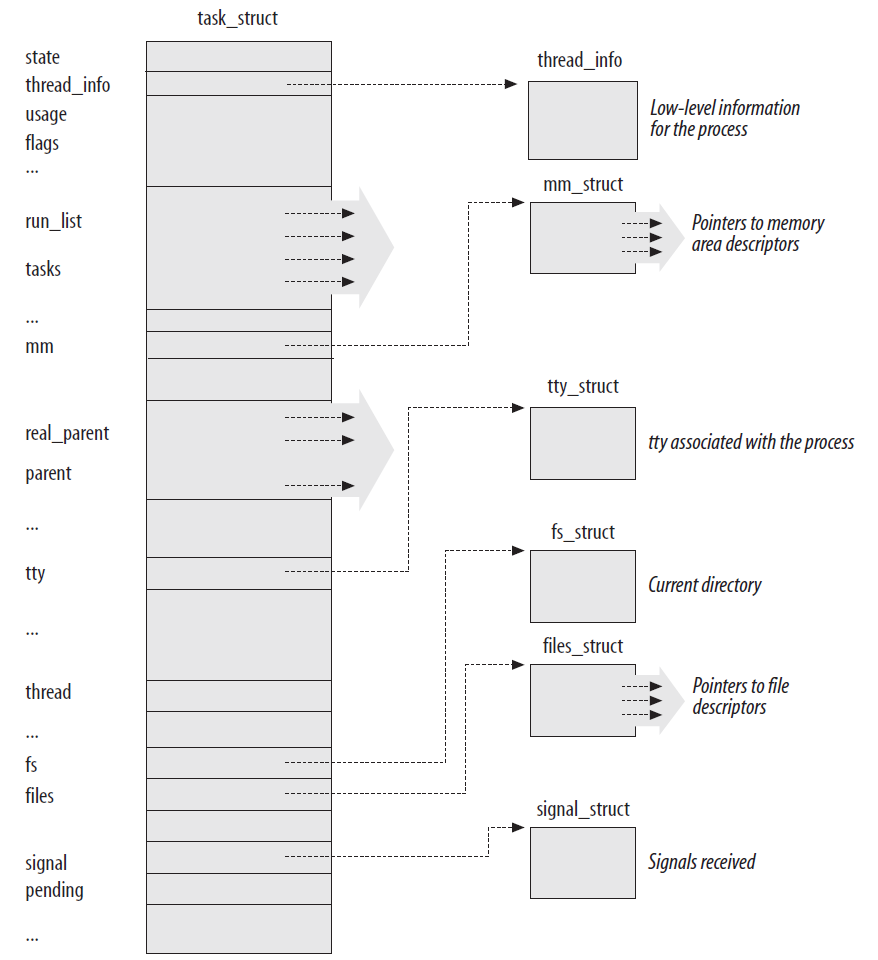 task_struct
state
thread_info
usage
flags
...
run_list
tasks
...
mm
real_parent
parent
...
tty
...
thread
...
fs
files
signal
pending
...
thread_info
Low-level information
for the process
mm_struct
Pointers to memory
area descriptors
tty_struct
tty associated with the process
fs_struct
Current directory
files_struct
Pointers to file
descriptors
signal_struct
Signals received